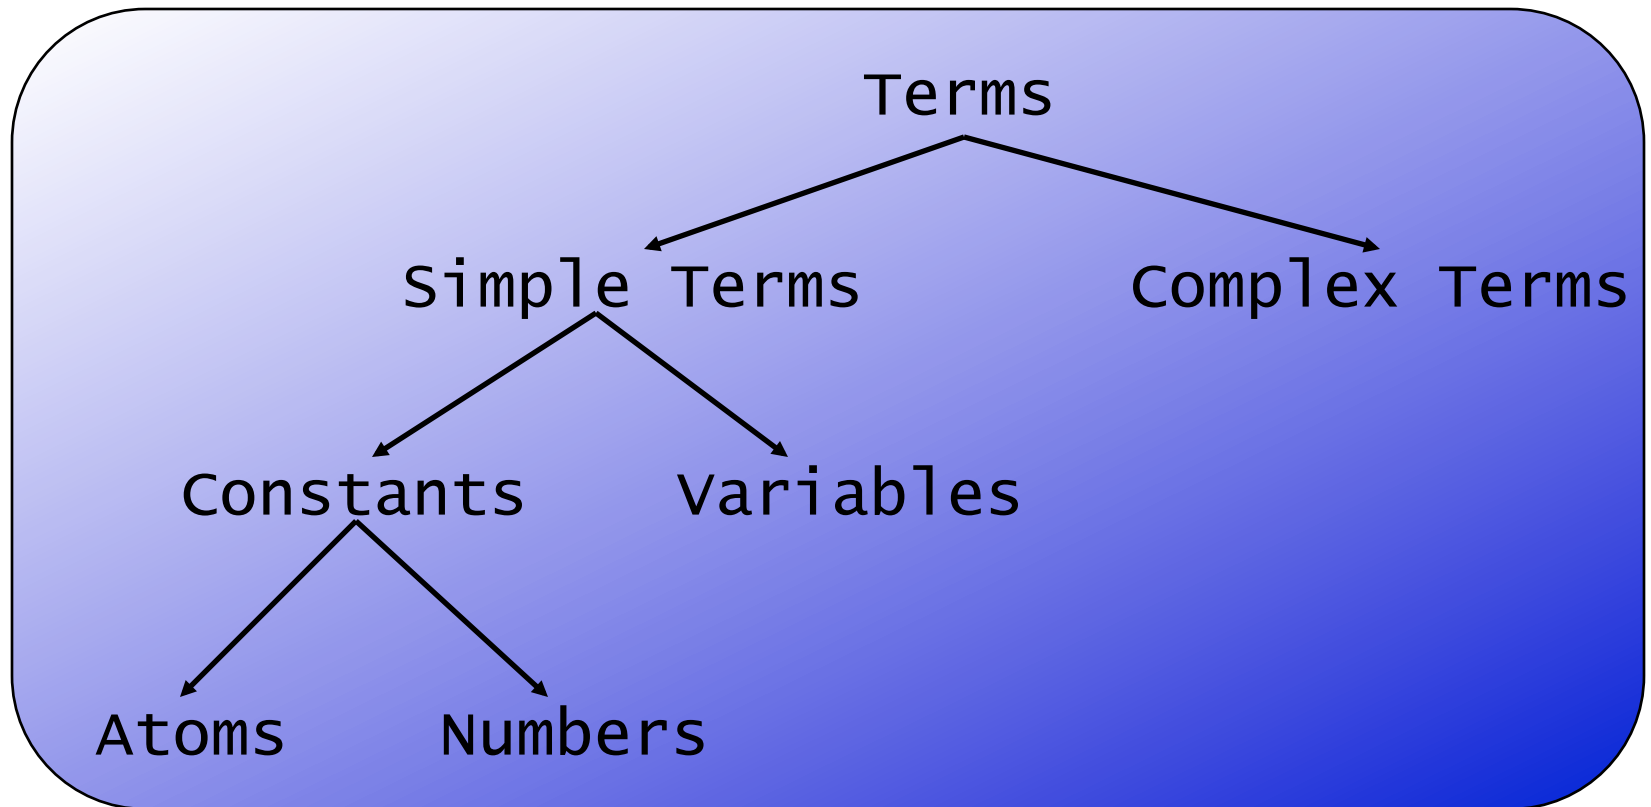 Terms
Simple Terms
Complex Terms
Constants
Variables
Atoms
Numbers